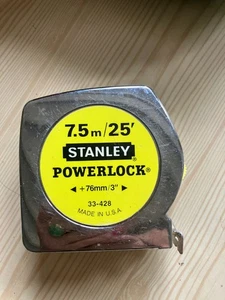 7.5m/25'
STANLEY®
POWERLOCK®
◄ +76mm/3" ►
33-428
MADE IN U.S.A